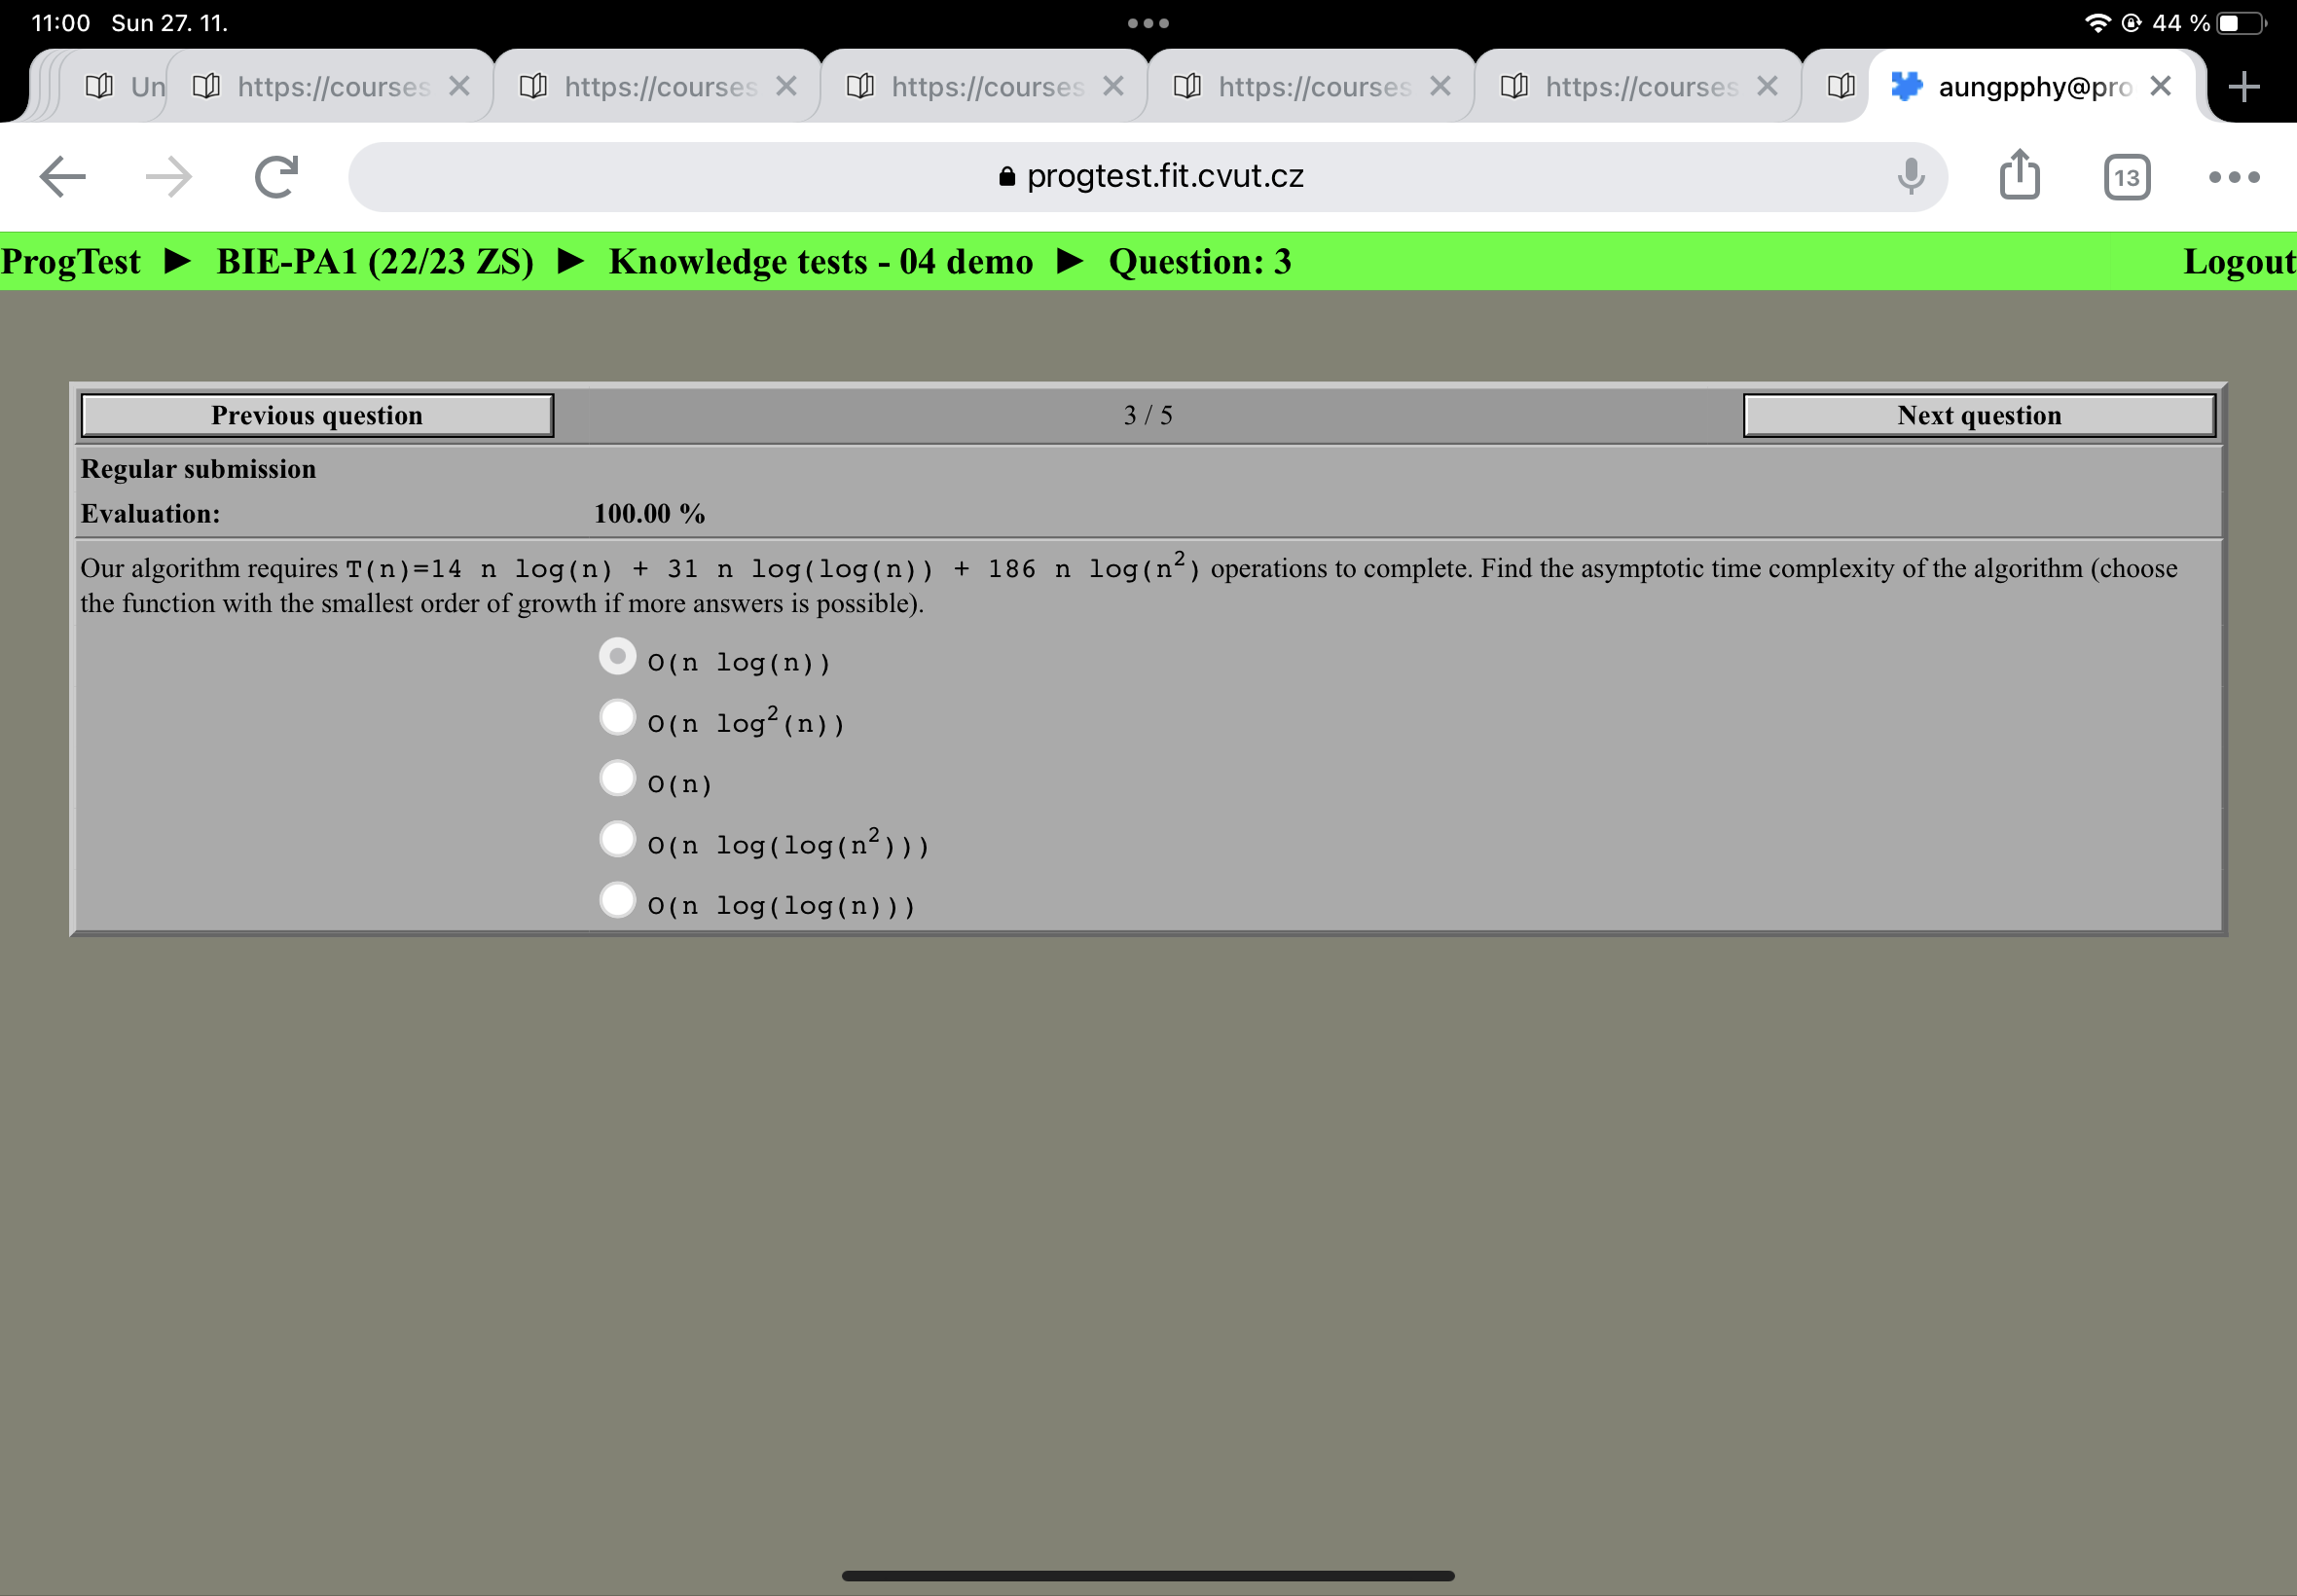 11:00 Sun 27. 11. 44 %
Un https://courses https://courses https://courses https://courses https://courses aungpphy@pro
progtest.fit.cvut.cz 13
ProgTest ► BIE-PA1 (22/23 ZS) ► Knowledge tests - 04 demo ► Question: 3 Logout
Previous question 3 / 5 Next question
Regular submission
Evaluation: 100.00 %
Our algorithm requires T(n)=14 n log(n) + 31 n log(log(n)) + 186 n log(n²) operations to complete. Find the asymptotic time complexity of the algorithm (choose
the function with the smallest order of growth if more answers is possible).
O(n log(n))
O(n log²(n))
O(n)
O(n log(log(n²)))
O(n log(log(n)))